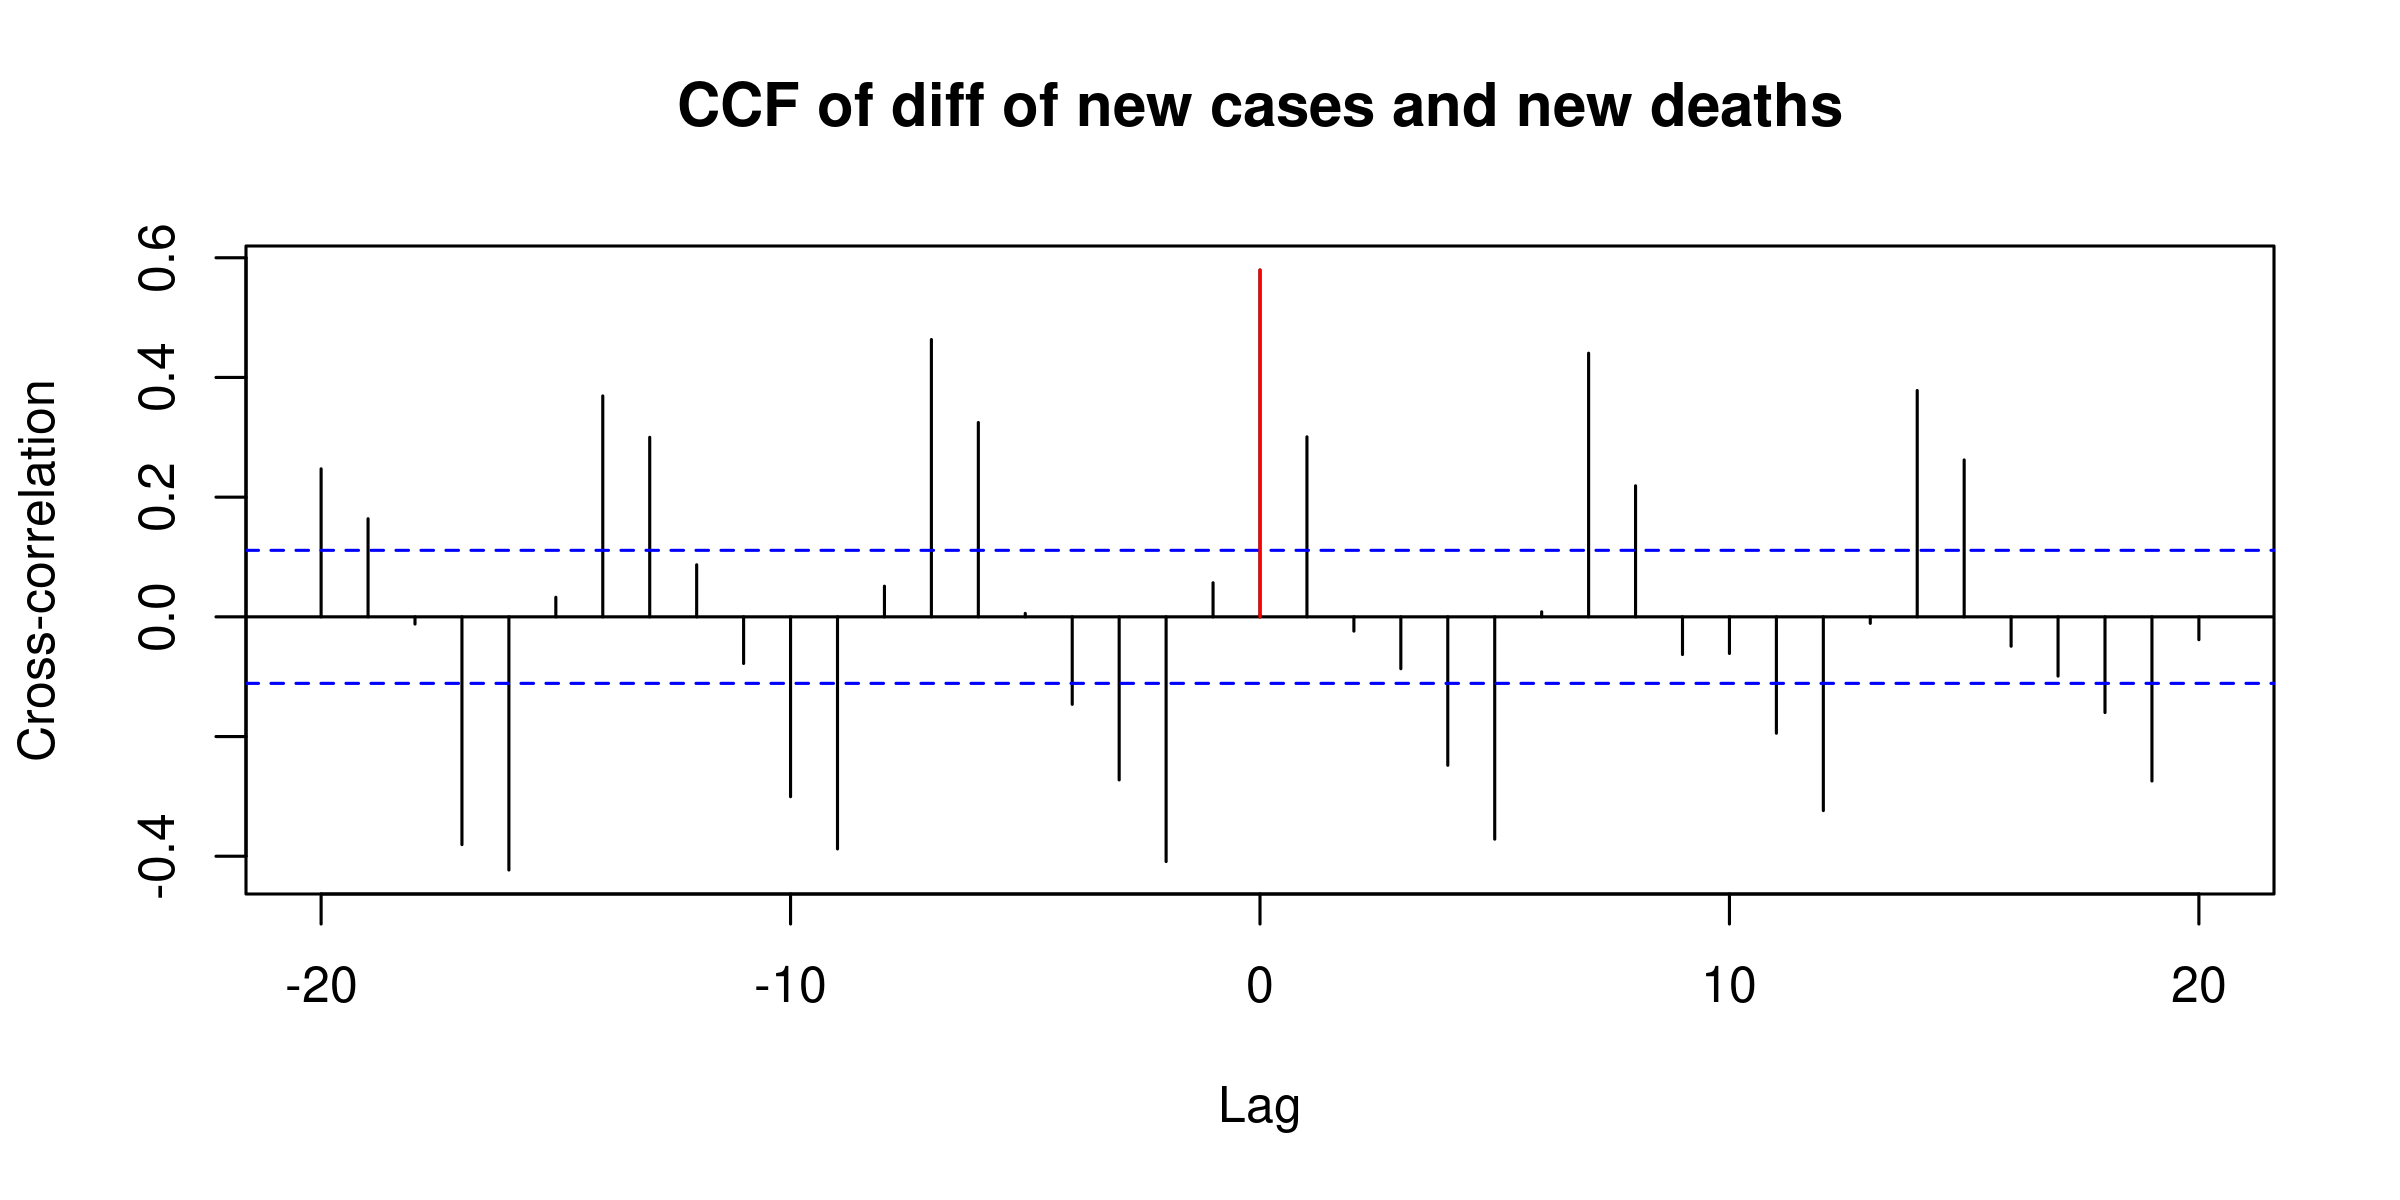 CCF of diff of new cases and new deaths
0.6
0.4
0.2
0.0
-0.4
Cross-correlation
-20 -10 0 10 20
Lag